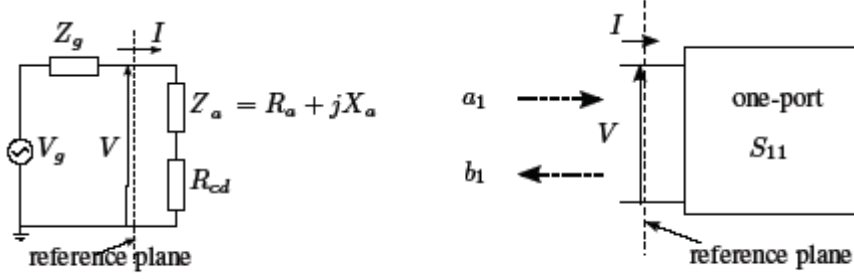 Z_g
I
Z_a = R_a + jX_a
V_g
V
R_cd
reference plane
I
a_1
V
b_1
one-port
S_11
reference plane